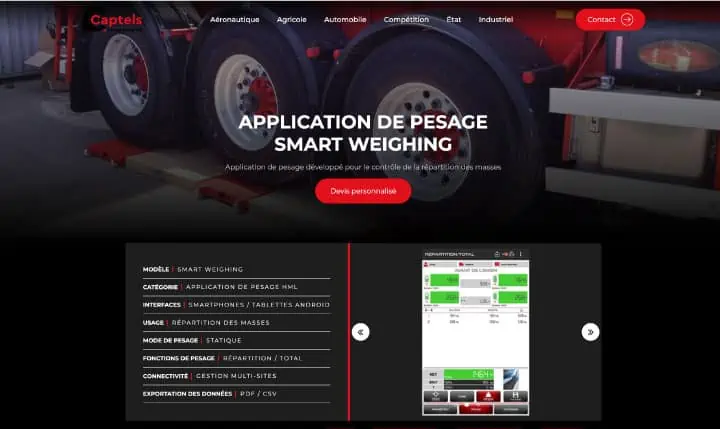 Captels
Aéronautique Agricole Automobile Compétition État Industriel
Contact
APPLICATION DE PESAGE
SMART WEIGHING
Application de pesage développé pour le contrôle de la répartition des masses
Devis personnalisé
MODÈLE | SMART WEIGHING
CATÉGORIE | APPLICATION DE PESAGE HML
INTERFACES | SMARTPHONES / TABLETTES ANDROID
USAGE | RÉPARTITION DES MASSES
MODE DE PESAGE | STATIQUE
FONCTIONS DE PESAGE | RÉPARTITION / TOTAL
CONNECTIVITÉ | GESTION MULTI-SITES
EXPORTATION DES DONNÉES | PDF / CSV
RÉPARTITION/TOTAL
AVANT DE CAMION
NET
BRUT